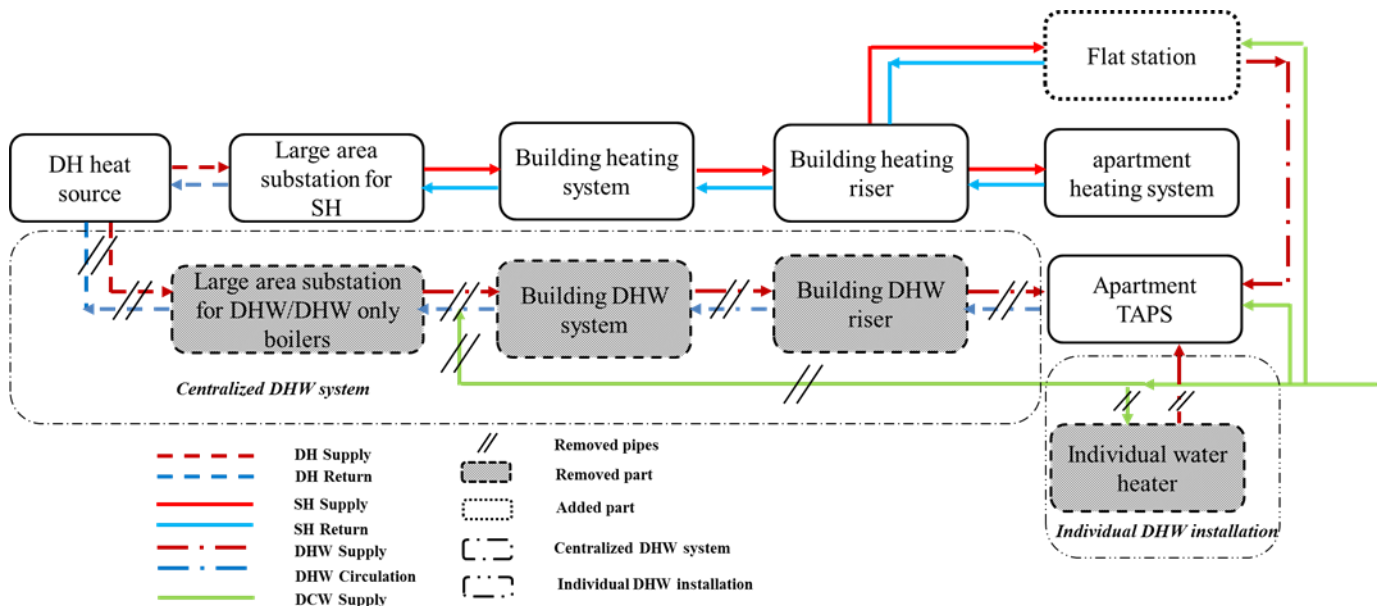 Flat station
DH heat
source
Large area
substation for
SH
Building heating
system
Building heating
riser
apartment
heating system
Large area substation
for DHW/DHW only
boilers
Building DHW
system
Building DHW
riser
Apartment
TAPS
Centralized DHW system
Individual water
heater
Individual DHW installation
DH Supply
DH Return
SH Supply
SH Return
DHW Supply
DHW Circulation
DCW Supply
Removed pipes
Removed part
Added part
Centralized DHW system
Individual DHW installation